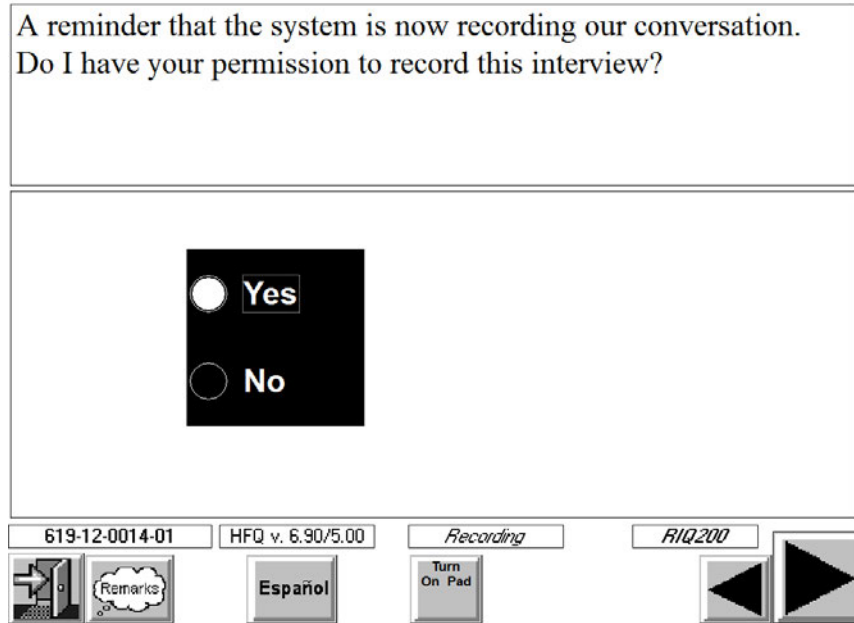 A reminder that the system is now recording our conversation.
Do I have your permission to record this interview?
Yes
No
619-12-0014-01
HFQ v. 6.90/5.00
Recording
RIQ200
Remarks
Español
Turn
On Pad